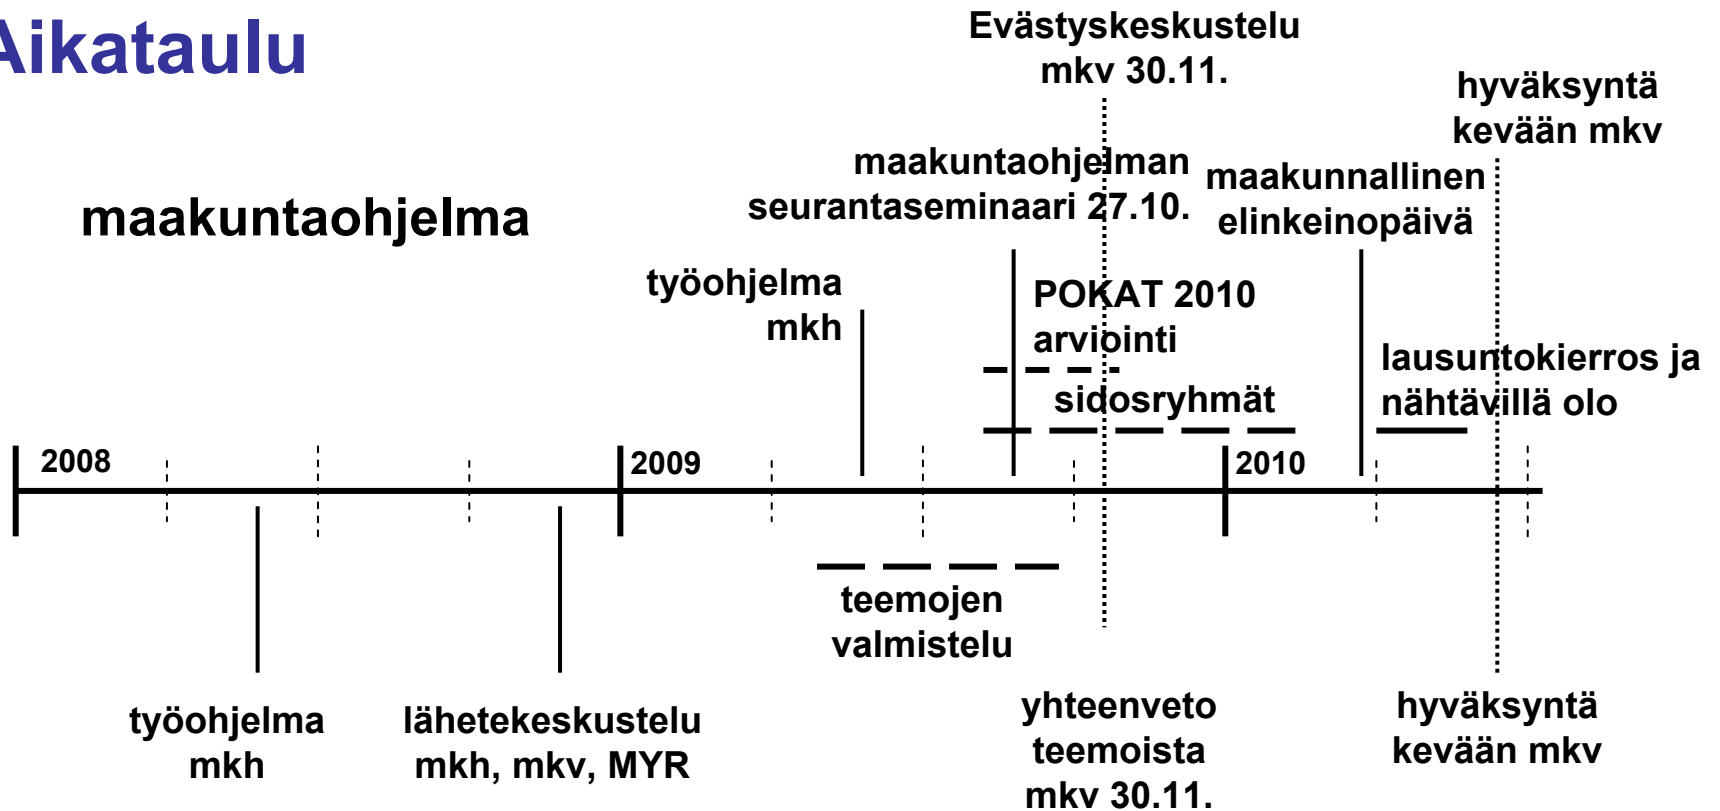 Aikataulu
Evästyskeskustelu
mkv 30.11.
hyväksyntä
kevään mkv
maakuntaohjelman
seurantaseminaari 27.10.
maakunnallinen
elinkeinopäivä
maakuntaohjelma
työohjelma
mkh
POKAT 2010
arviointi
lausuntokierros ja
nähtävillä olo
sidosryhmät
2008
2009
2010
teemojen
valmistelu
työohjelma
mkh
lähetekeskustelu
mkh, mkv, MYR
yhteenveto
teemoista
mkv 30.11.
hyväksyntä
kevään mkv